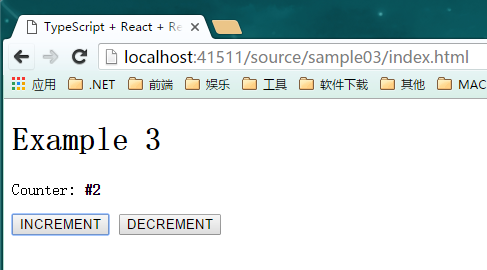 TypeScript + React + Re
localhost:41511/source/sample03/index.html
应用 .NET 前端 娱乐 工具 软件下载 其他 MAC
Example 3
Counter: #2
INCREMENT DECREMENT